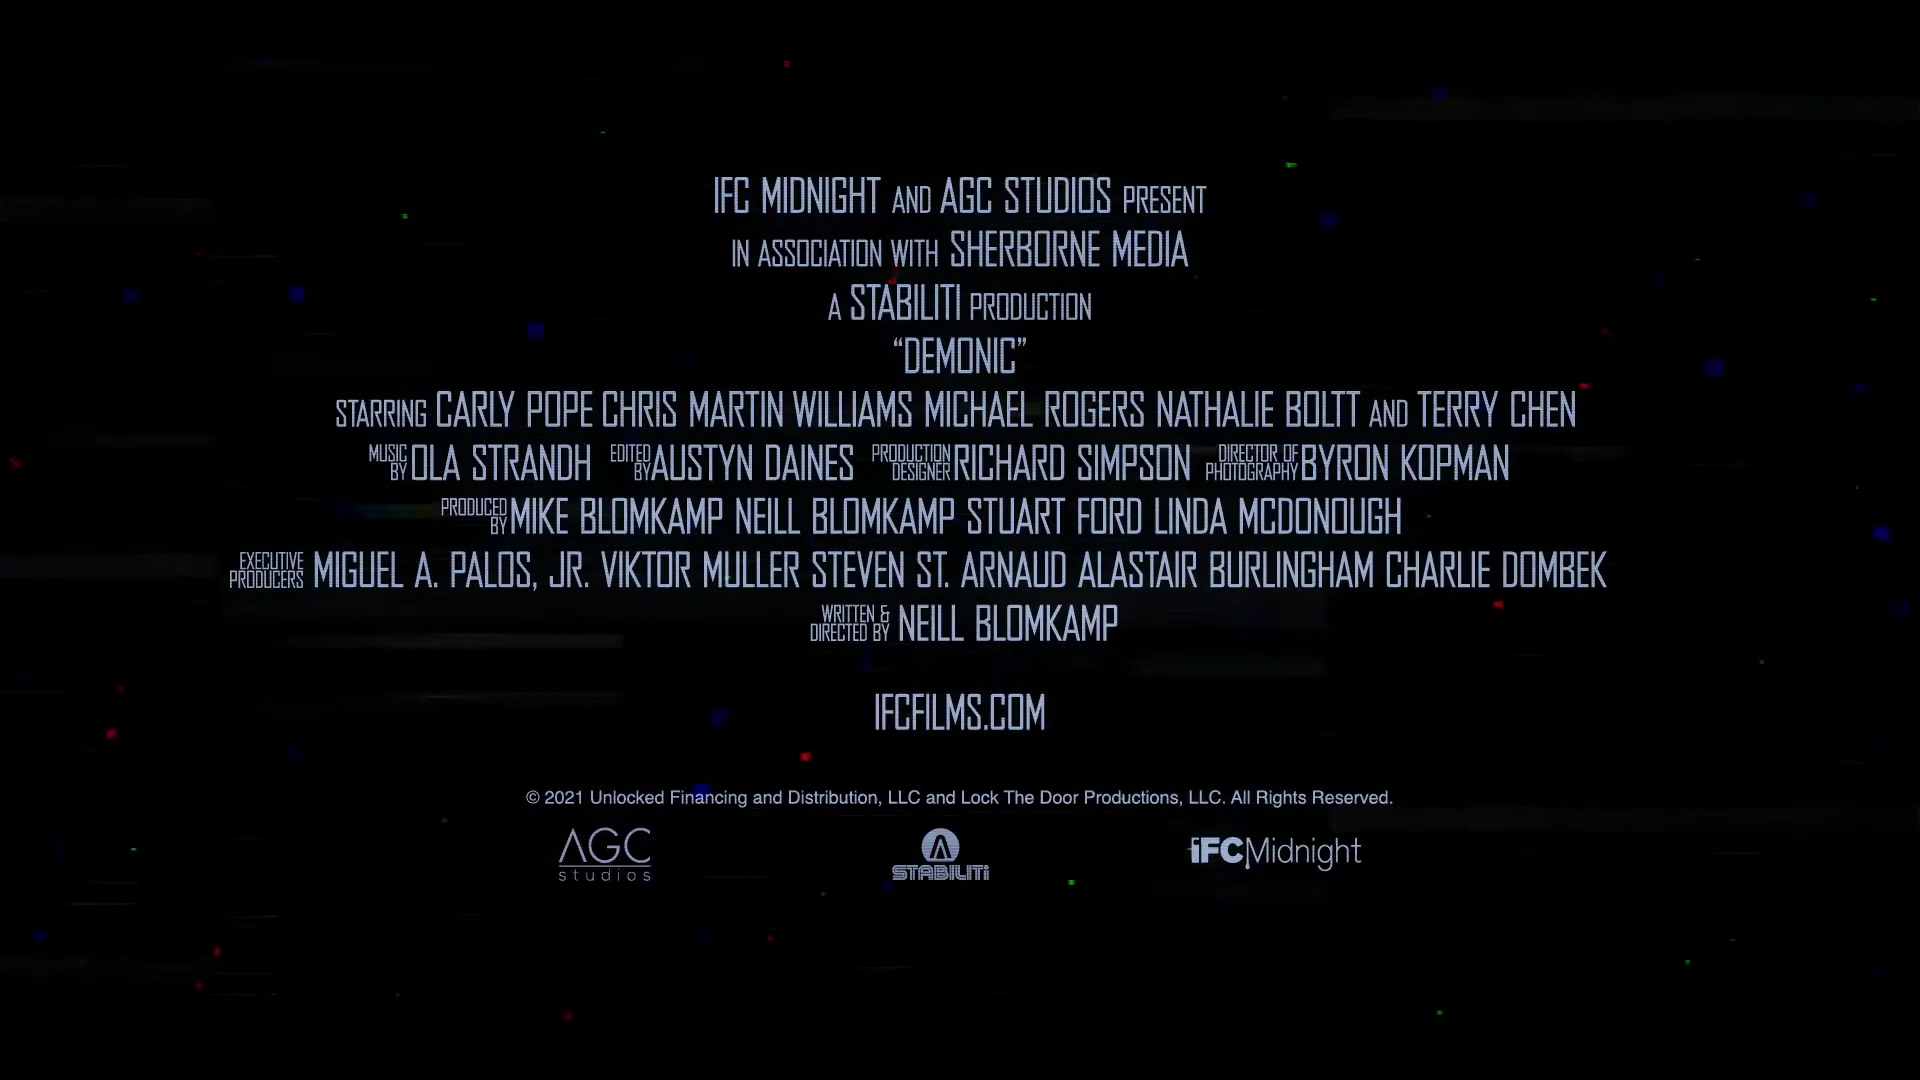 IFC MIDNIGHT AND AGC STUDIOS PRESENT
IN ASSOCIATION WITH SHERBORNE MEDIA
A STABILITI PRODUCTION
“DEMONIC”
STARRING CARLY POPE CHRIS MARTIN WILLIAMS MICHAEL ROGERS NATHALIE BOLTT AND TERRY CHEN
MUSIC BY OLA STRANDH EDITED BY AUSTYN DAINES PRODUCTION DESIGNER RICHARD SIMPSON DIRECTOR OF PHOTOGRAPHY BYRON KOPMAN
PRODUCED BY MIKE BLOMKAMP NEILL BLOMKAMP STUART FORD LINDA MCDONOUGH
EXECUTIVE PRODUCERS MIGUEL A. PALOS, JR. VIKTOR MULLER STEVEN ST. ARNAUD ALASTAIR BURLINGHAM CHARLIE DOMBEK
WRITTEN & DIRECTED BY NEILL BLOMKAMP
IFCFILMS.COM
© 2021 Unlocked Financing and Distribution, LLC and Lock The Door Productions, LLC. All Rights Reserved.
AGC studios STABILITI IFC Midnight